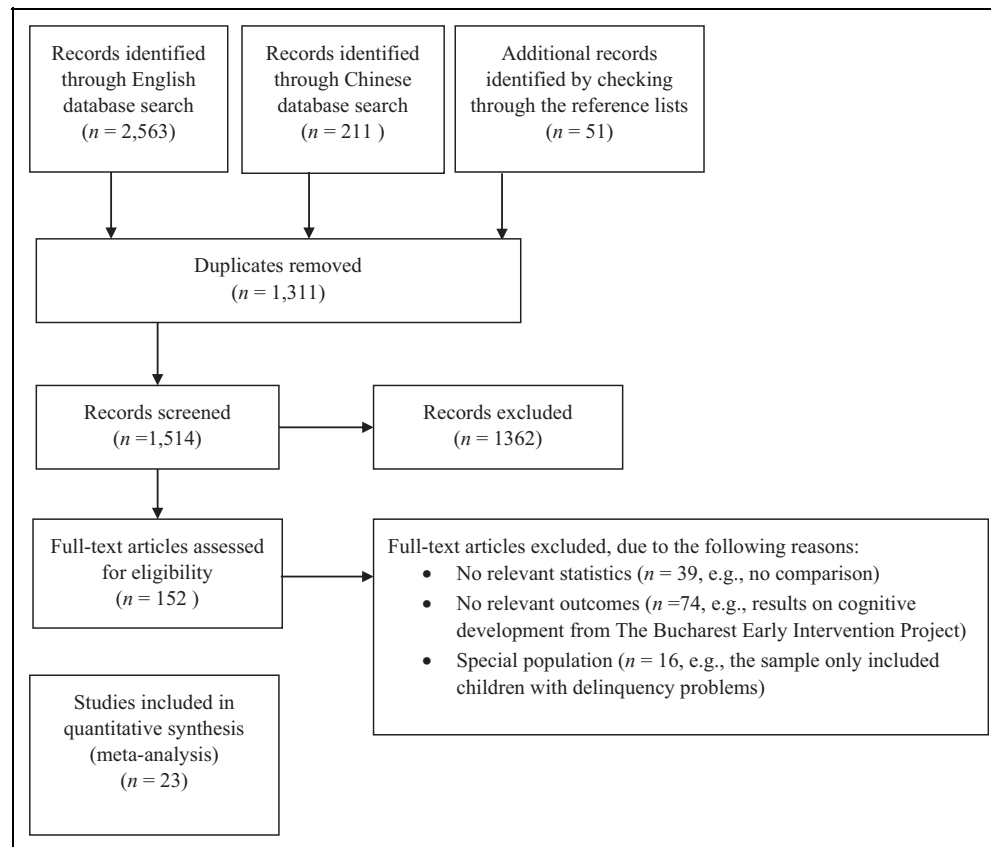 Records identified
through English
database search
(n = 2,563)
Records identified
through Chinese
database search
(n = 211 )
Additional records
identified by checking
through the reference lists
(n = 51)
Duplicates removed
(n = 1,311)
Records screened
(n =1,514)
Records excluded
(n = 1362)
Full-text articles assessed
for eligibility
(n = 152 )
Full-text articles excluded, due to the following reasons:
• No relevant statistics (n = 39, e.g., no comparison)
• No relevant outcomes (n =74, e.g., results on cognitive
development from The Bucharest Early Intervention Project)
• Special population (n = 16, e.g., the sample only included
children with delinquency problems)
Studies included in
quantitative synthesis
(meta-analysis)
(n = 23)